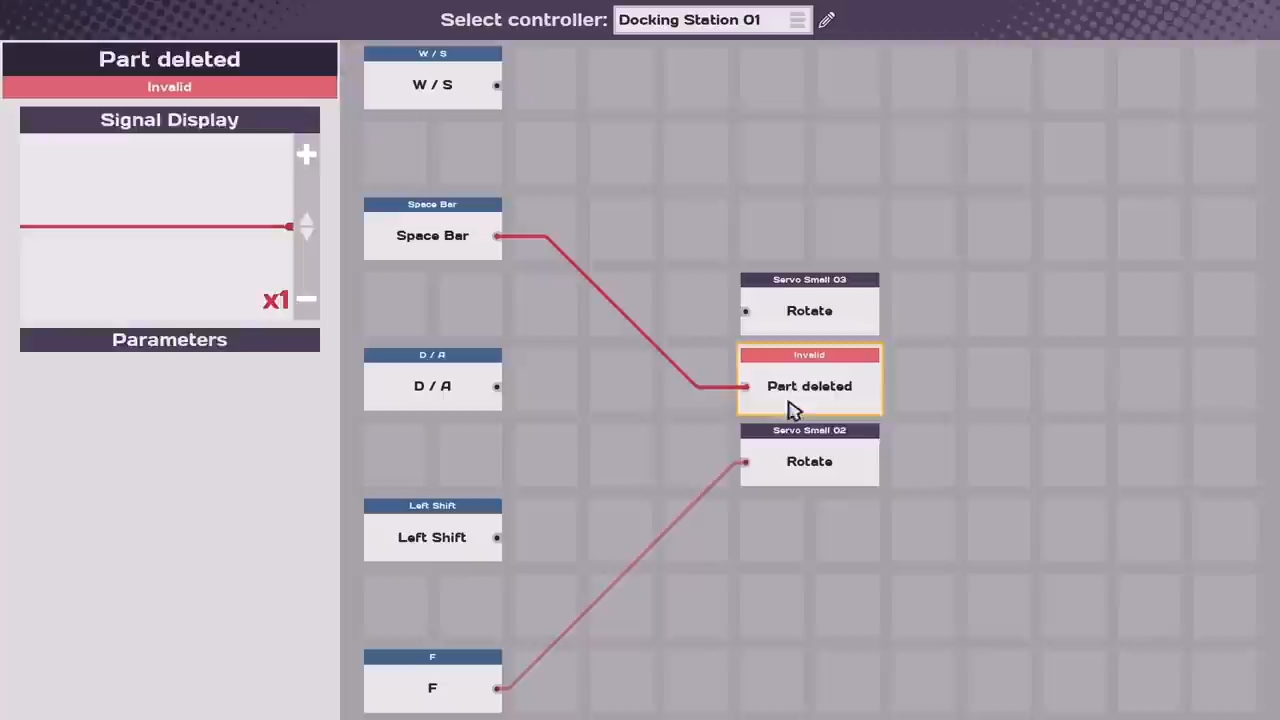 Select controller: Docking Station 01
Part deleted
Invalid
Signal Display
x1
Parameters
W / S
W / S
Space Bar
Space Bar
Servo Small 03
Rotate
D / A
D / A
Invalid
Part deleted
Servo Small 02
Rotate
Left Shift
Left Shift
F
F